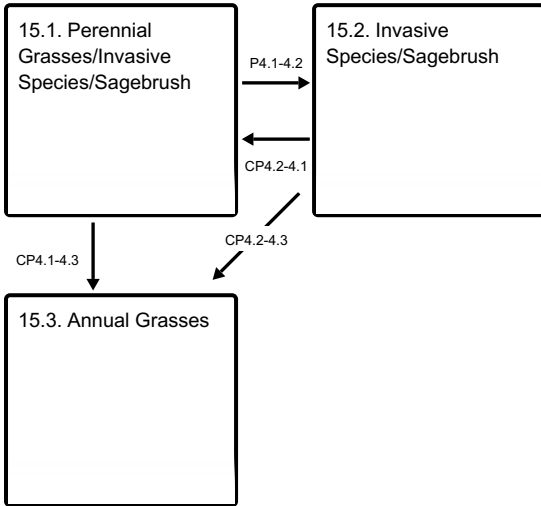 15.1. Perennial
Grasses/Invasive
Species/Sagebrush
P4.1-4.2
15.2. Invasive
Species/Sagebrush
CP4.2-4.1
CP4.1-4.3
CP4.2-4.3
15.3. Annual Grasses